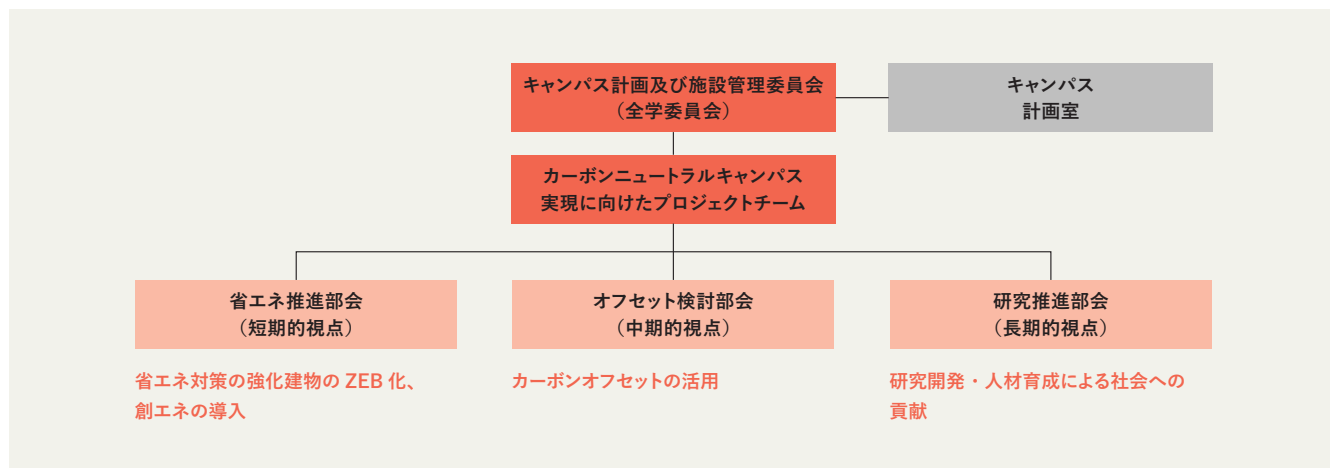 キャンパス計画及び施設管理委員会
（全学委員会）
キャンパス
計画室
カーボンニュートラルキャンパス
実現に向けたプロジェクトチーム
省エネ推進部会
（短期的視点）
オフセット検討部会
（中期的視点）
研究推進部会
（長期的視点）
省エネ対策の強化建物の ZEB 化、
創エネの導入
カーボンオフセットの活用
研究開発・人材育成による社会への
貢献